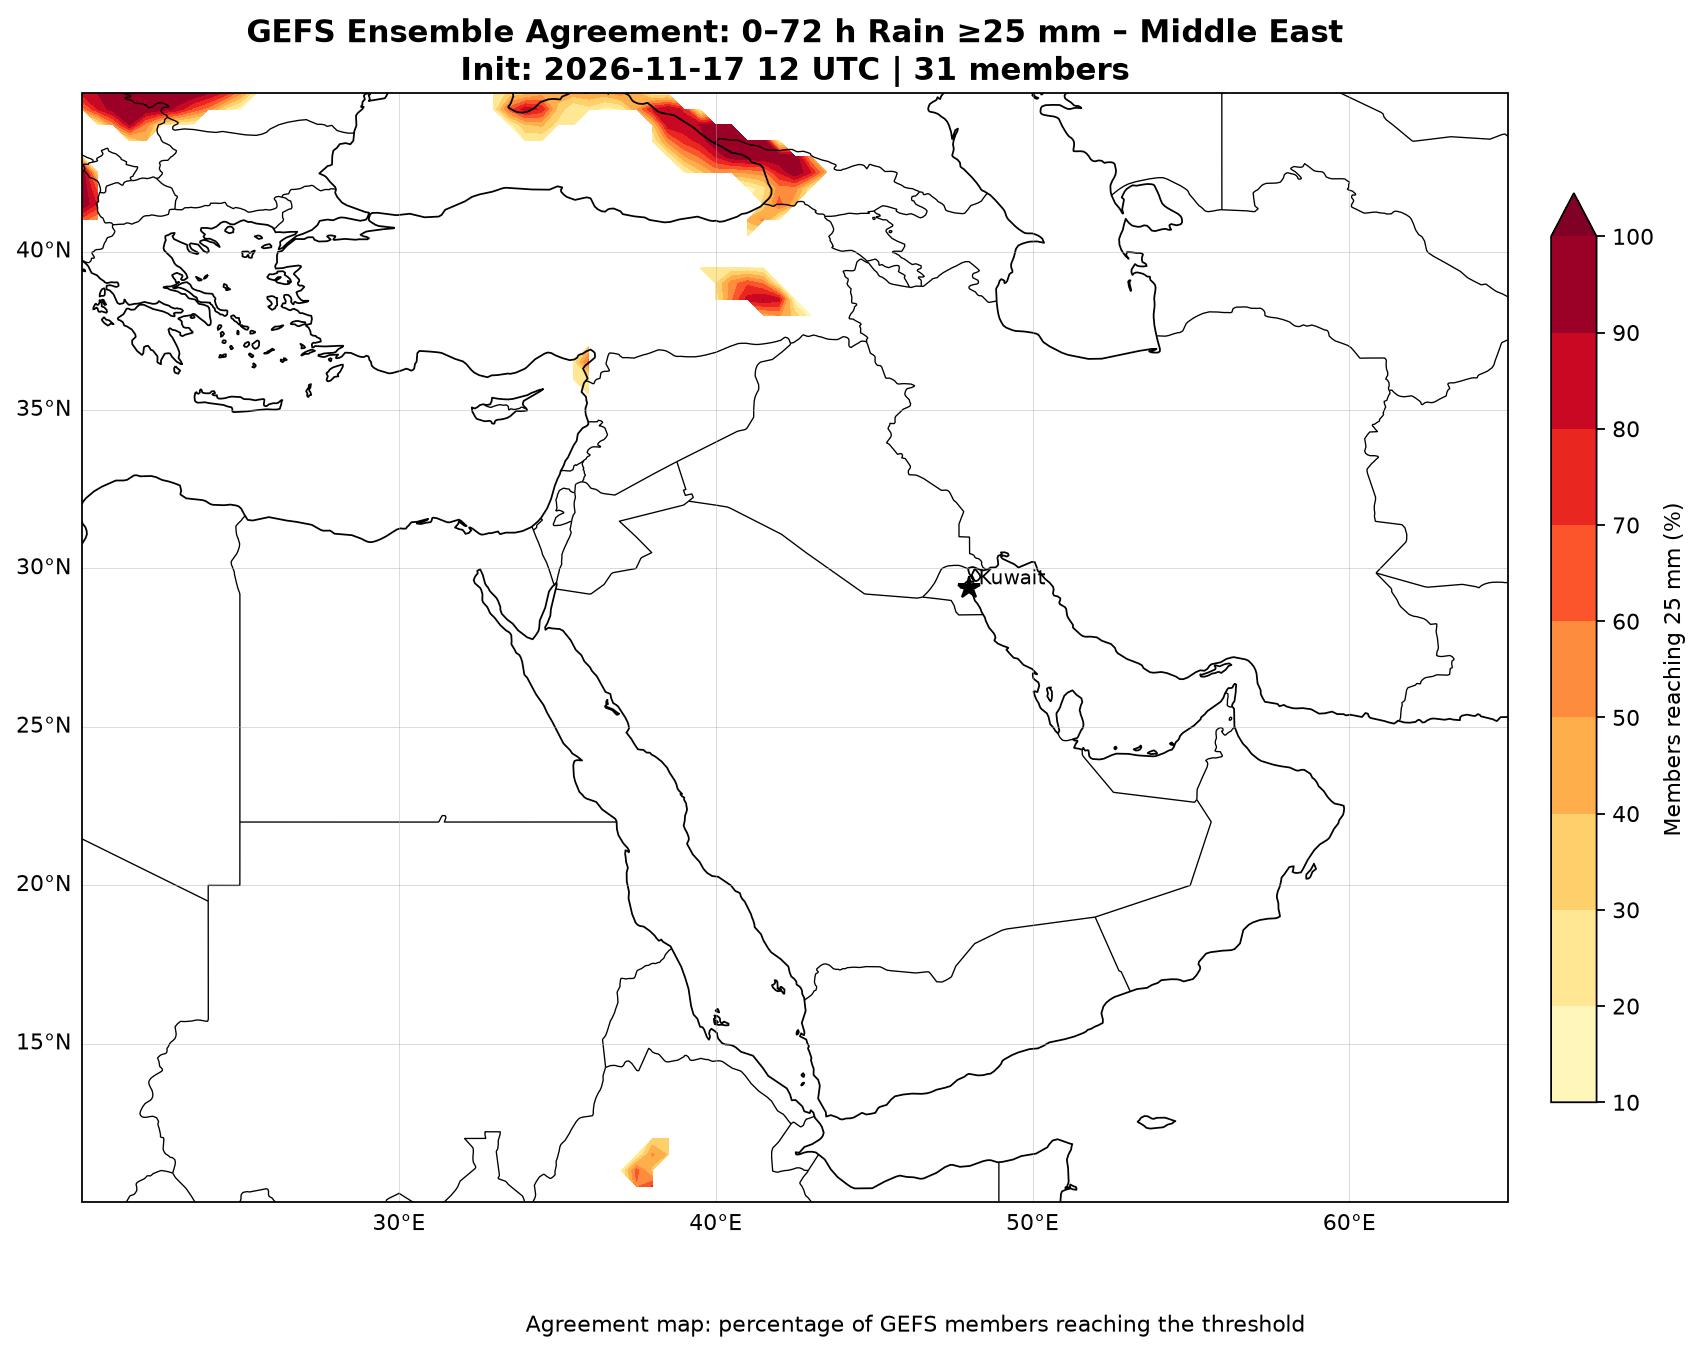 GEFS Ensemble Agreement: 0–72 h Rain ≥25 mm – Middle East
Init: 2026-11-17 12 UTC | 31 members
40°N
35°N
30°N
25°N
20°N
15°N
30°E
40°E
50°E
60°E
Kuwait
100
90
80
70
60
50
40
30
20
10
Members reaching 25 mm (%)
Agreement map: percentage of GEFS members reaching the threshold